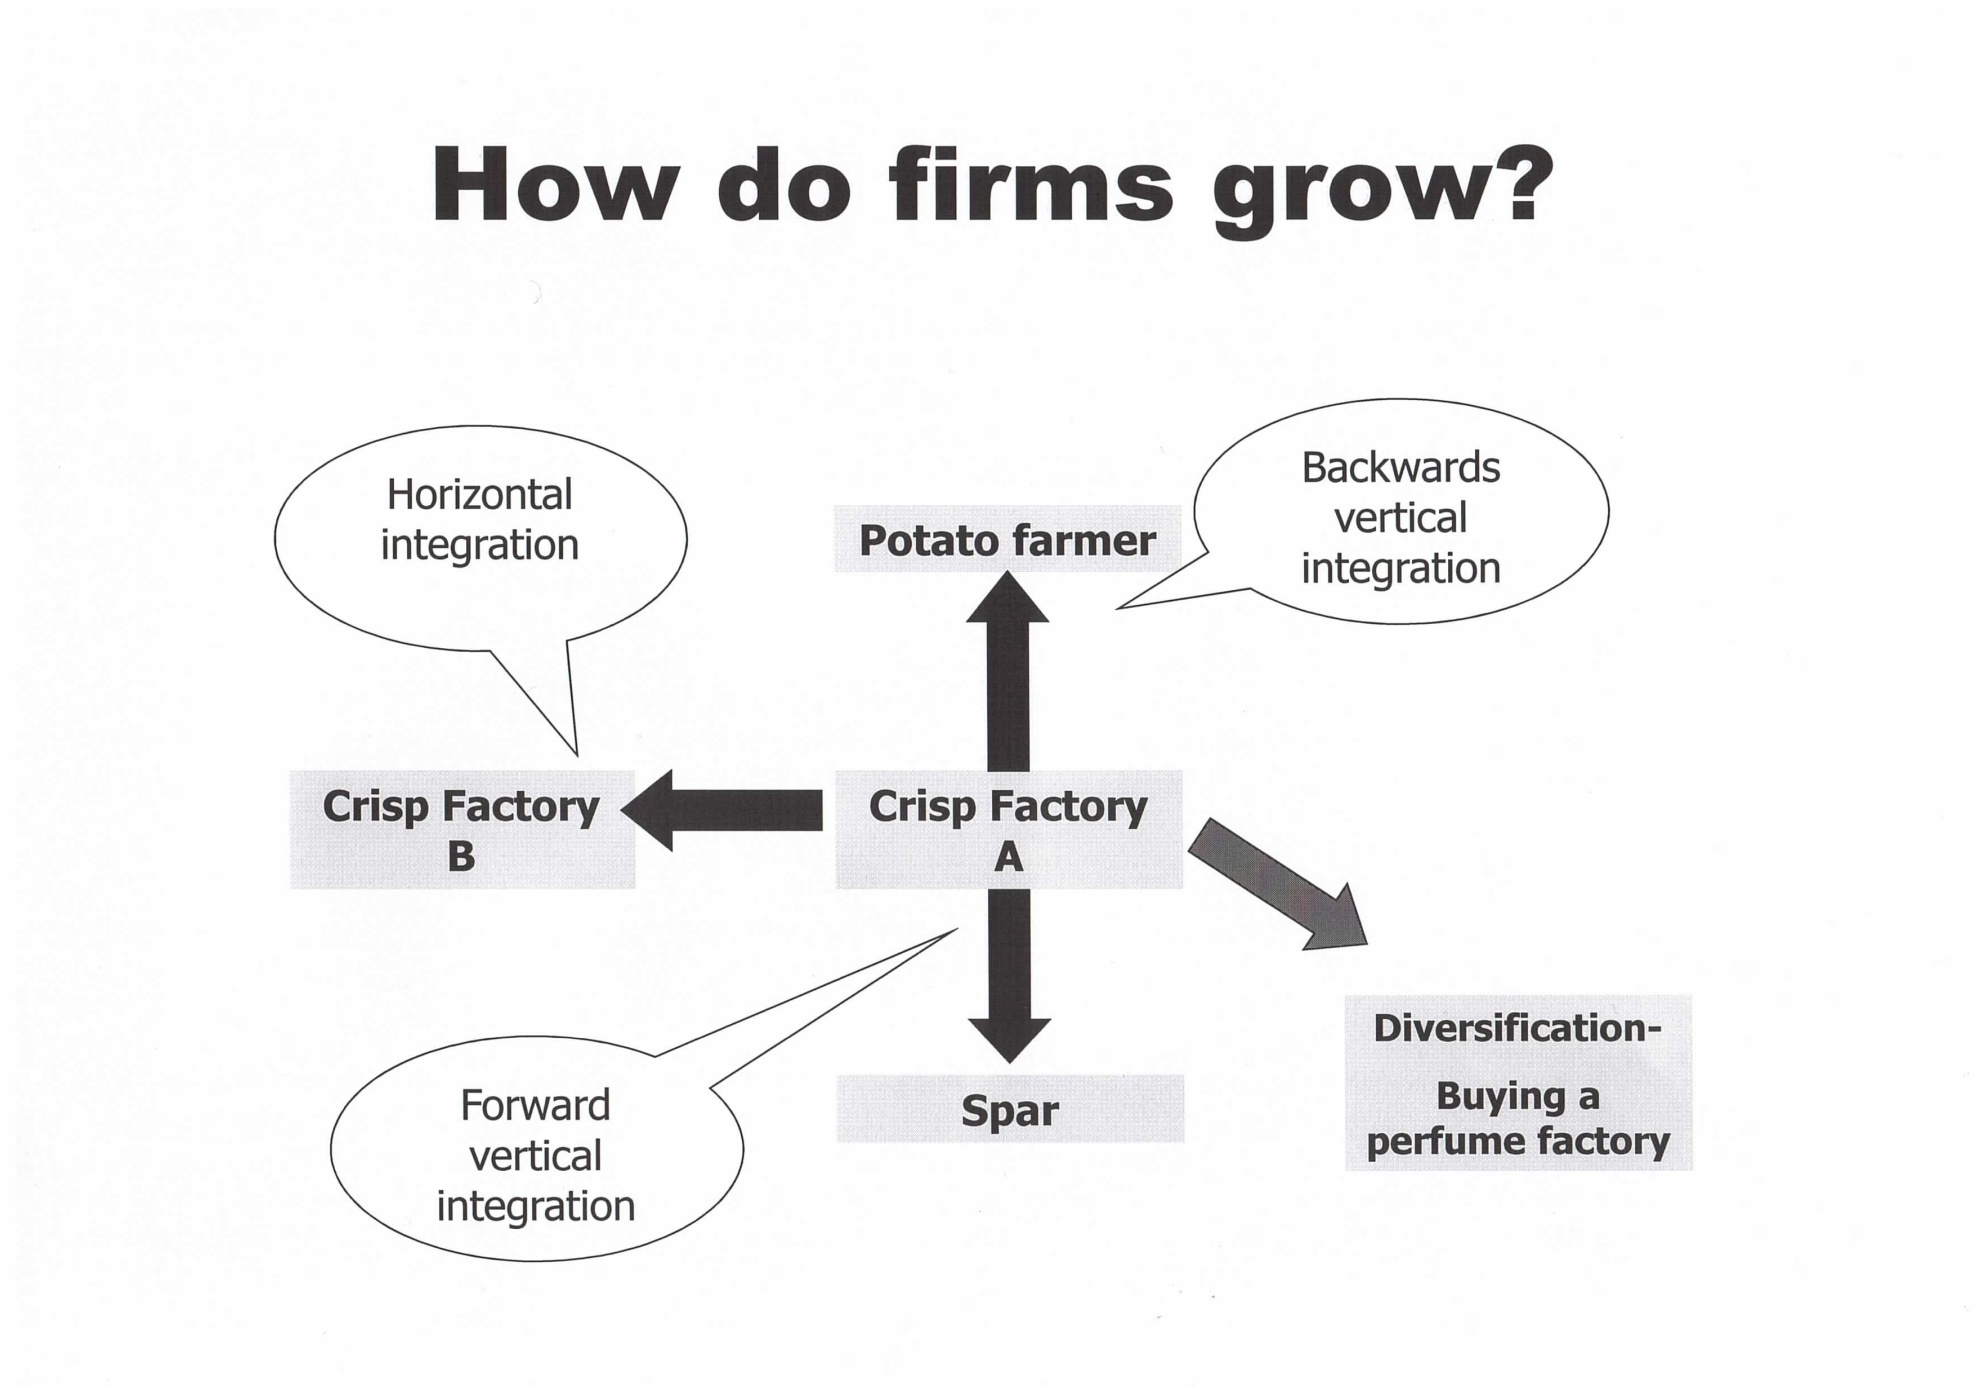 How do firms grow?
Horizontal
integration
Backwards
vertical
integration
Potato farmer
Crisp Factory
B
Crisp Factory
A
Forward
vertical
integration
Spar
Diversification-
Buying a
perfume factory